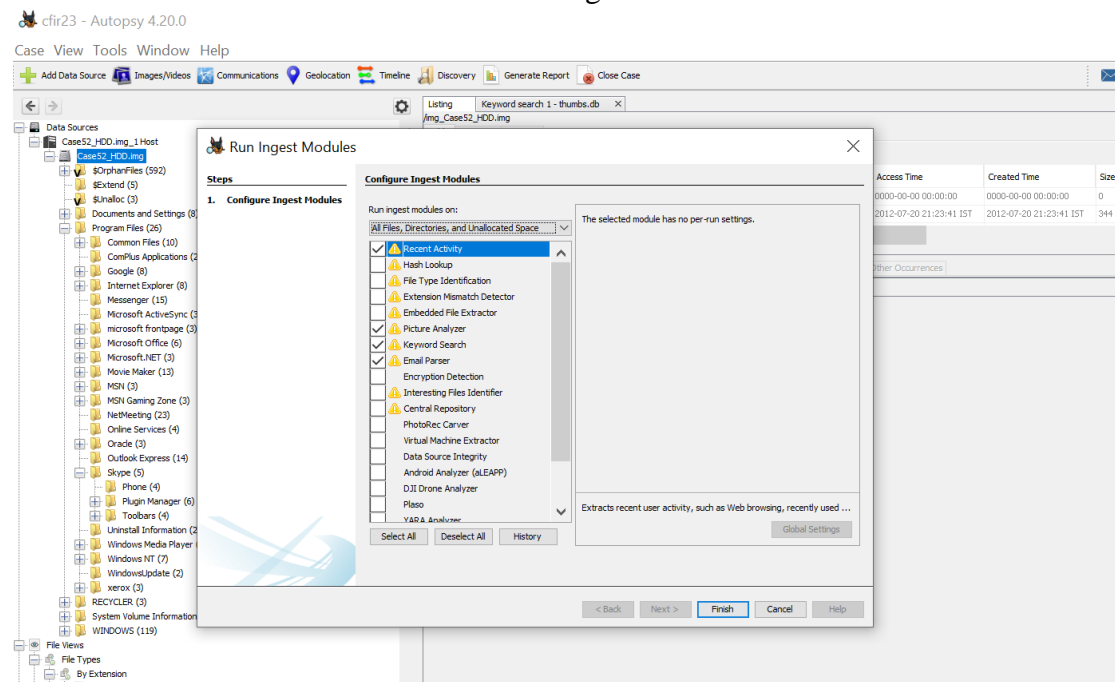 cfir23 - Autopsy 4.20.0
Case View Tools Window Help
Add Data Source Images/Videos Communications Geolocation Timeline Discovery Generate Report Close Case
Listing Keyword search 1 - thumbs.db X
/img_Case52_HDD.img
Data Sources
Case52_HDD.img_1 Host
Case52_HDD.img
$OrphanFiles (592)
$Extend (5)
$Unalloc (3)
Documents and Settings (8)
Program Files (26)
Common Files (10)
ComPlus Applications (2
Google (8)
Internet Explorer (8)
Messenger (15)
Microsoft ActiveSync (3
microsoft frontpage (3)
Microsoft Office (6)
Microsoft.NET (3)
Movie Maker (13)
MSN (3)
MSN Gaming Zone (3)
NetMeeting (23)
Online Services (4)
Oracle (3)
Outlook Express (14)
Skype (5)
Phone (4)
Plugin Manager (6)
Toolbars (4)
Uninstall Information (2
Windows Media Player (
Windows NT (7)
WindowsUpdate (2)
xerox (3)
RECYCLER (3)
System Volume Information
WINDOWS (119)
File Views
File Types
By Extension
Run Ingest Modules
Steps
1. Configure Ingest Modules
Configure Ingest Modules
Run ingest modules on:
All Files, Directories, and Unallocated Space
Recent Activity
Hash Lookup
File Type Identification
Extension Mismatch Detector
Embedded File Extractor
Picture Analyzer
Keyword Search
Email Parser
Encryption Detection
Interesting Files Identifier
Central Repository
PhotoRec Carver
Virtual Machine Extractor
Data Source Integrity
Android Analyzer (aLEAPP)
DJI Drone Analyzer
Plaso
YARA Analyzer
Select All Deselect All History
The selected module has no per-run settings.
Extracts recent user activity, such as Web browsing, recently used ...
Global Settings
< Back Next > Finish Cancel Help
Access Time Created Time Size
0000-00-00 00:00:00 0000-00-00 00:00:00 0
2012-07-20 21:23:41 IST 2012-07-20 21:23:41 IST 344
Other Occurrences